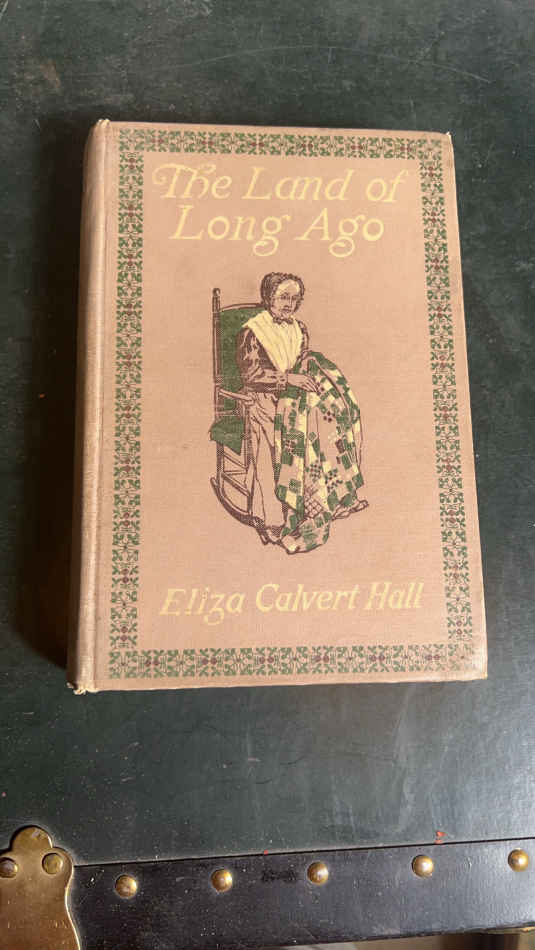 The Land of
Long Ago
Eliza Calvert Hall